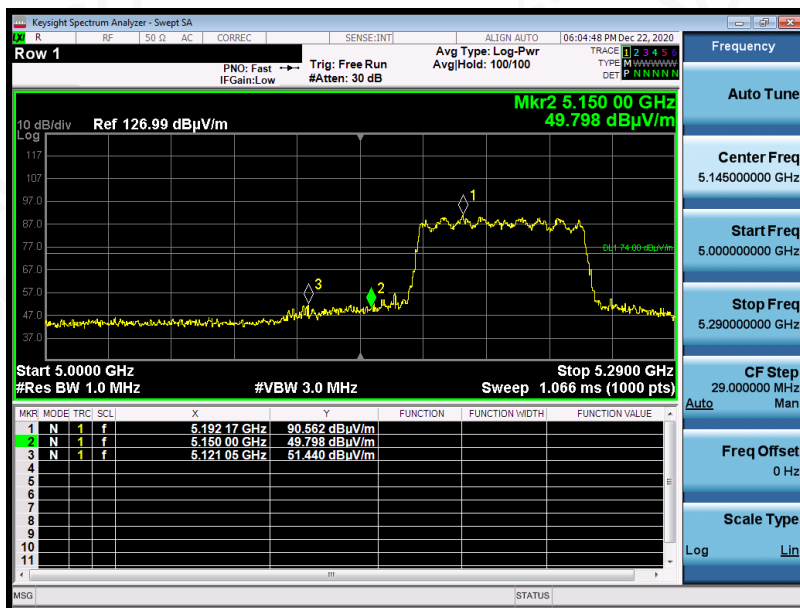 Keysight Spectrum Analyzer - Swept SA
LXI R RF 50 Ω AC CORREC SENSE:INT ALIGN AUTO 06:04:48 PM Dec 22, 2020
Row 1
PNO: Fast
IFGain:Low
Trig: Free Run
#Atten: 30 dB
Avg Type: Log-Pwr
Avg|Hold: 100/100
TRACE 1 2 3 4 5 6
TYPE M W W W W W
DET P N N N N N
Mkr2 5.150 00 GHz
49.798 dBµV/m
10 dB/div Ref 126.99 dBµV/m
Log
117
107
97.0
87.0
77.0
67.0
57.0
47.0
37.0
1
2
3
DL1 74.00 dBµV/m
Start 5.0000 GHz Stop 5.2900 GHz
#Res BW 1.0 MHz #VBW 3.0 MHz Sweep 1.066 ms (1000 pts)
MKR MODE TRC SCL X Y FUNCTION FUNCTION WIDTH FUNCTION VALUE
1 N 1 f 5.192 17 GHz 90.562 dBµV/m
2 N 1 f 5.150 00 GHz 49.798 dBµV/m
3 N 1 f 5.121 05 GHz 51.440 dBµV/m
4
5
6
7
8
9
10
11
MSG STATUS
Frequency
Auto Tune
Center Freq
5.145000000 GHz
Start Freq
5.000000000 GHz
Stop Freq
5.290000000 GHz
CF Step
29.000000 MHz
Auto Man
Freq Offset
0 Hz
Scale Type
Log Lin